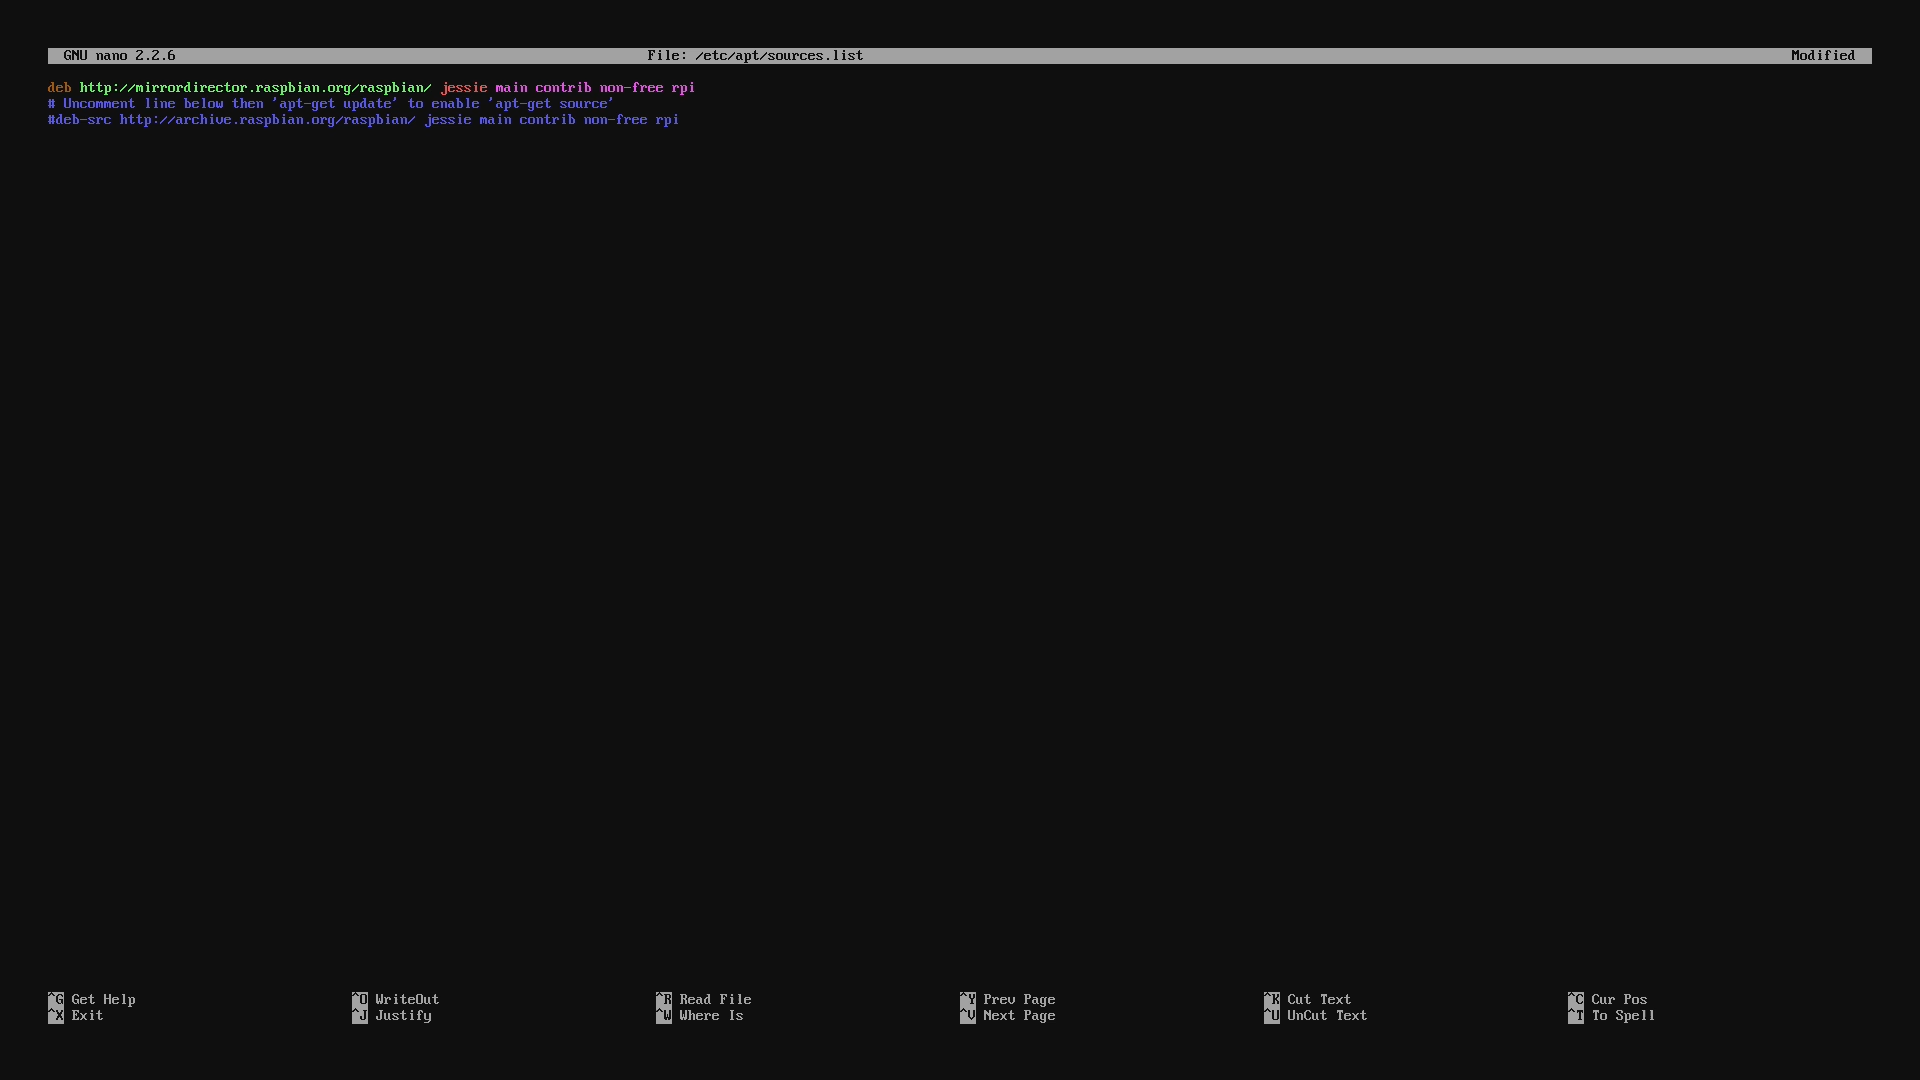 GNU nano 2.2.6 File: /etc/apt/sources.list Modified
deb http://mirrordirector.raspbian.org/raspbian/ jessie main contrib non-free rpi
# Uncomment line below then 'apt-get update' to enable 'apt-get source'
#deb-src http://archive.raspbian.org/raspbian/ jessie main contrib non-free rpi
^G Get Help ^O WriteOut ^R Read File ^Y Prev Page ^K Cut Text ^C Cur Pos
^X Exit ^J Justify ^W Where Is ^V Next Page ^U UnCut Text ^T To Spell